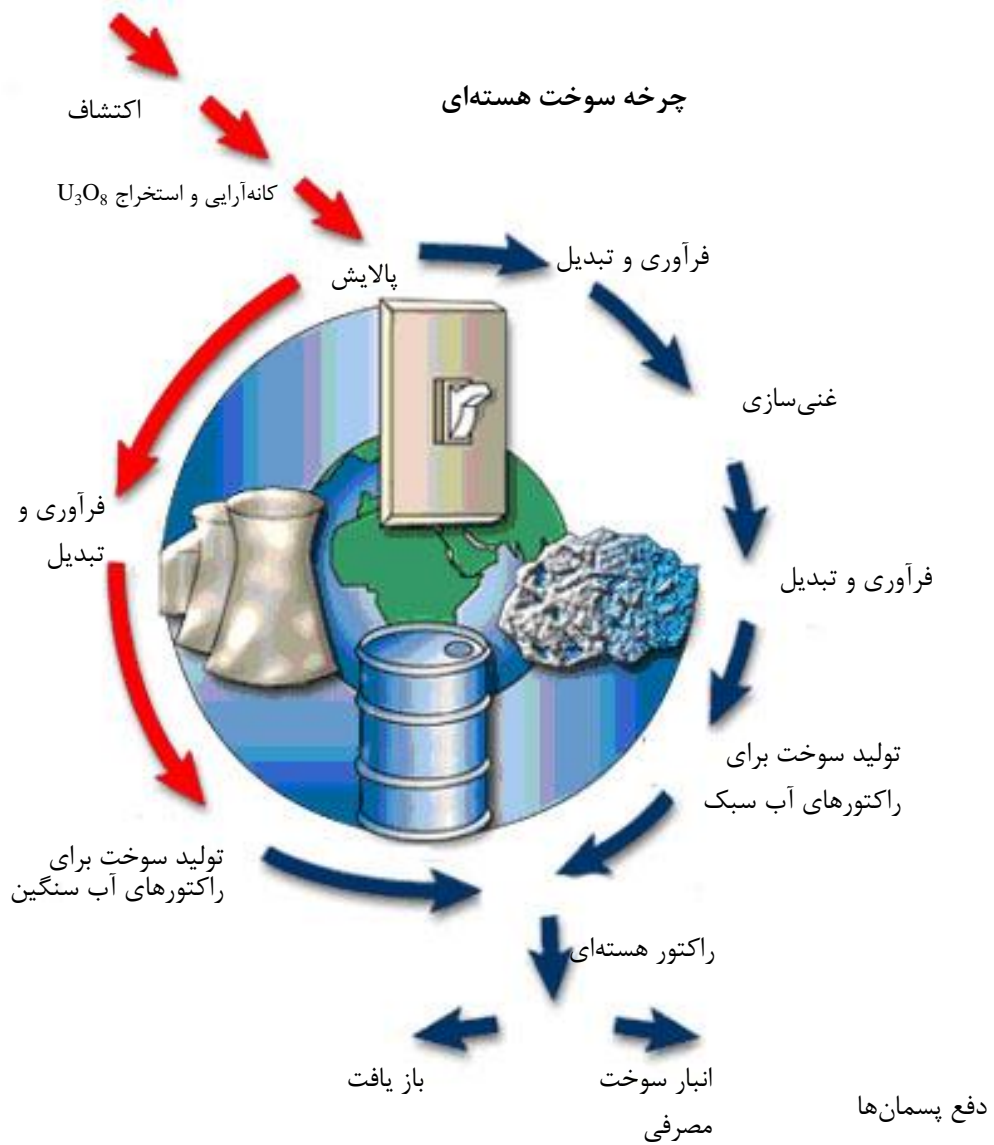 چرخه سوخت هسته‌ای
اکتشاف
کانه‌آرایی و استخراج U₃O₈
پالایش
فرآوری و تبدیل
غنی‌سازی
فرآوری و تبدیل
تولید سوخت برای
راکتورهای آب سبک
فرآوری و
تبدیل
تولید سوخت برای
راکتورهای آب سنگین
راکتور هسته‌ای
انبار سوخت
مصرفی
باز یافت
دفع پسمان‌ها